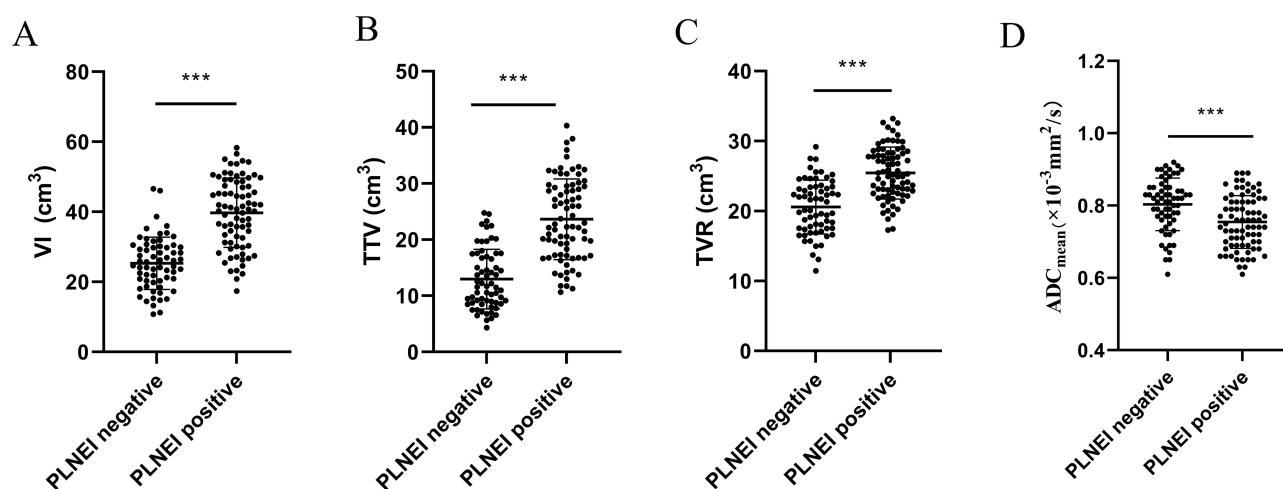 A
VI (cm³)
80
60
40
20
0
***
PLNEI negative
PLNEI positive
B
TTV (cm³)
50
40
30
20
10
0
***
PLNEI negative
PLNEI positive
C
TVR (cm³)
40
30
20
10
0
***
PLNEI negative
PLNEI positive
D
ADCmean(×10⁻³mm²/s)
1.2
1.0
0.8
0.6
0.4
***
PLNEI negative
PLNEI positive